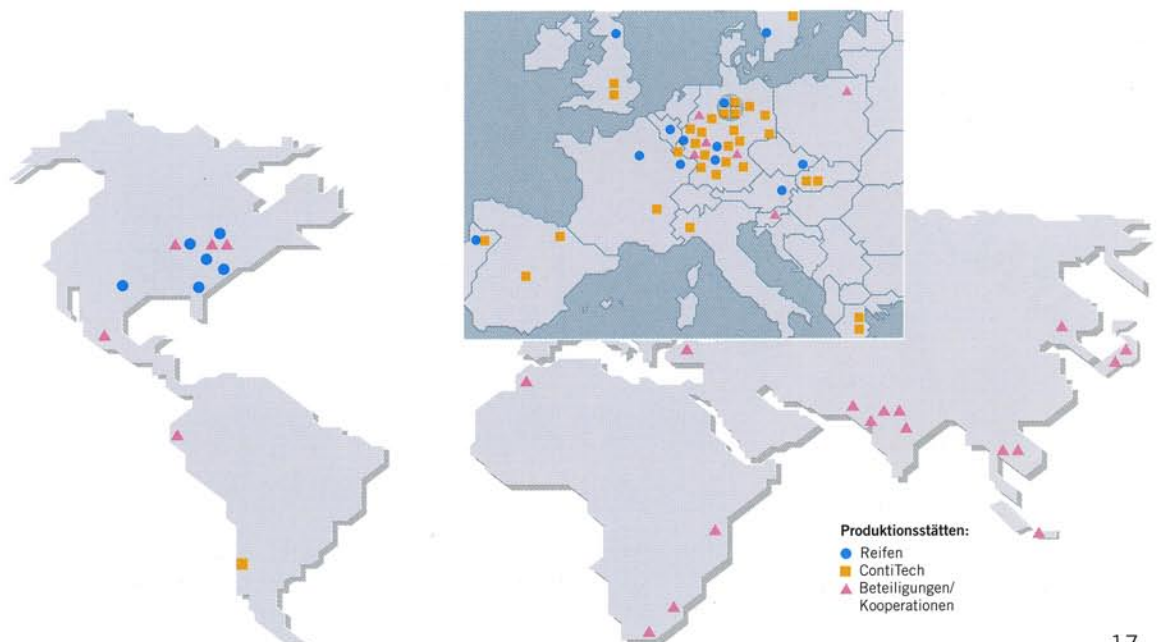 Produktionsstätten:
Reifen
ContiTech
Beteiligungen/
Kooperationen
17